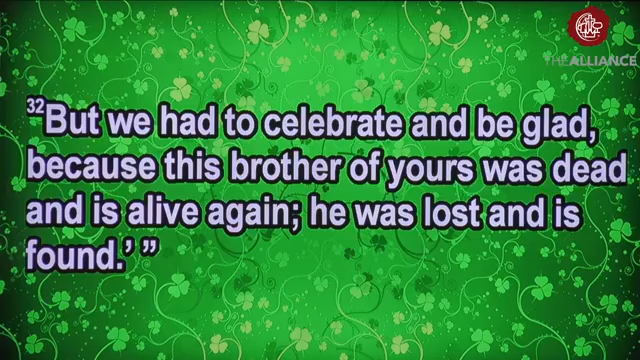 THE ALLIANCE
32But we had to celebrate and be glad,
because this brother of yours was dead
and is alive again; he was lost and is
found.’ ”